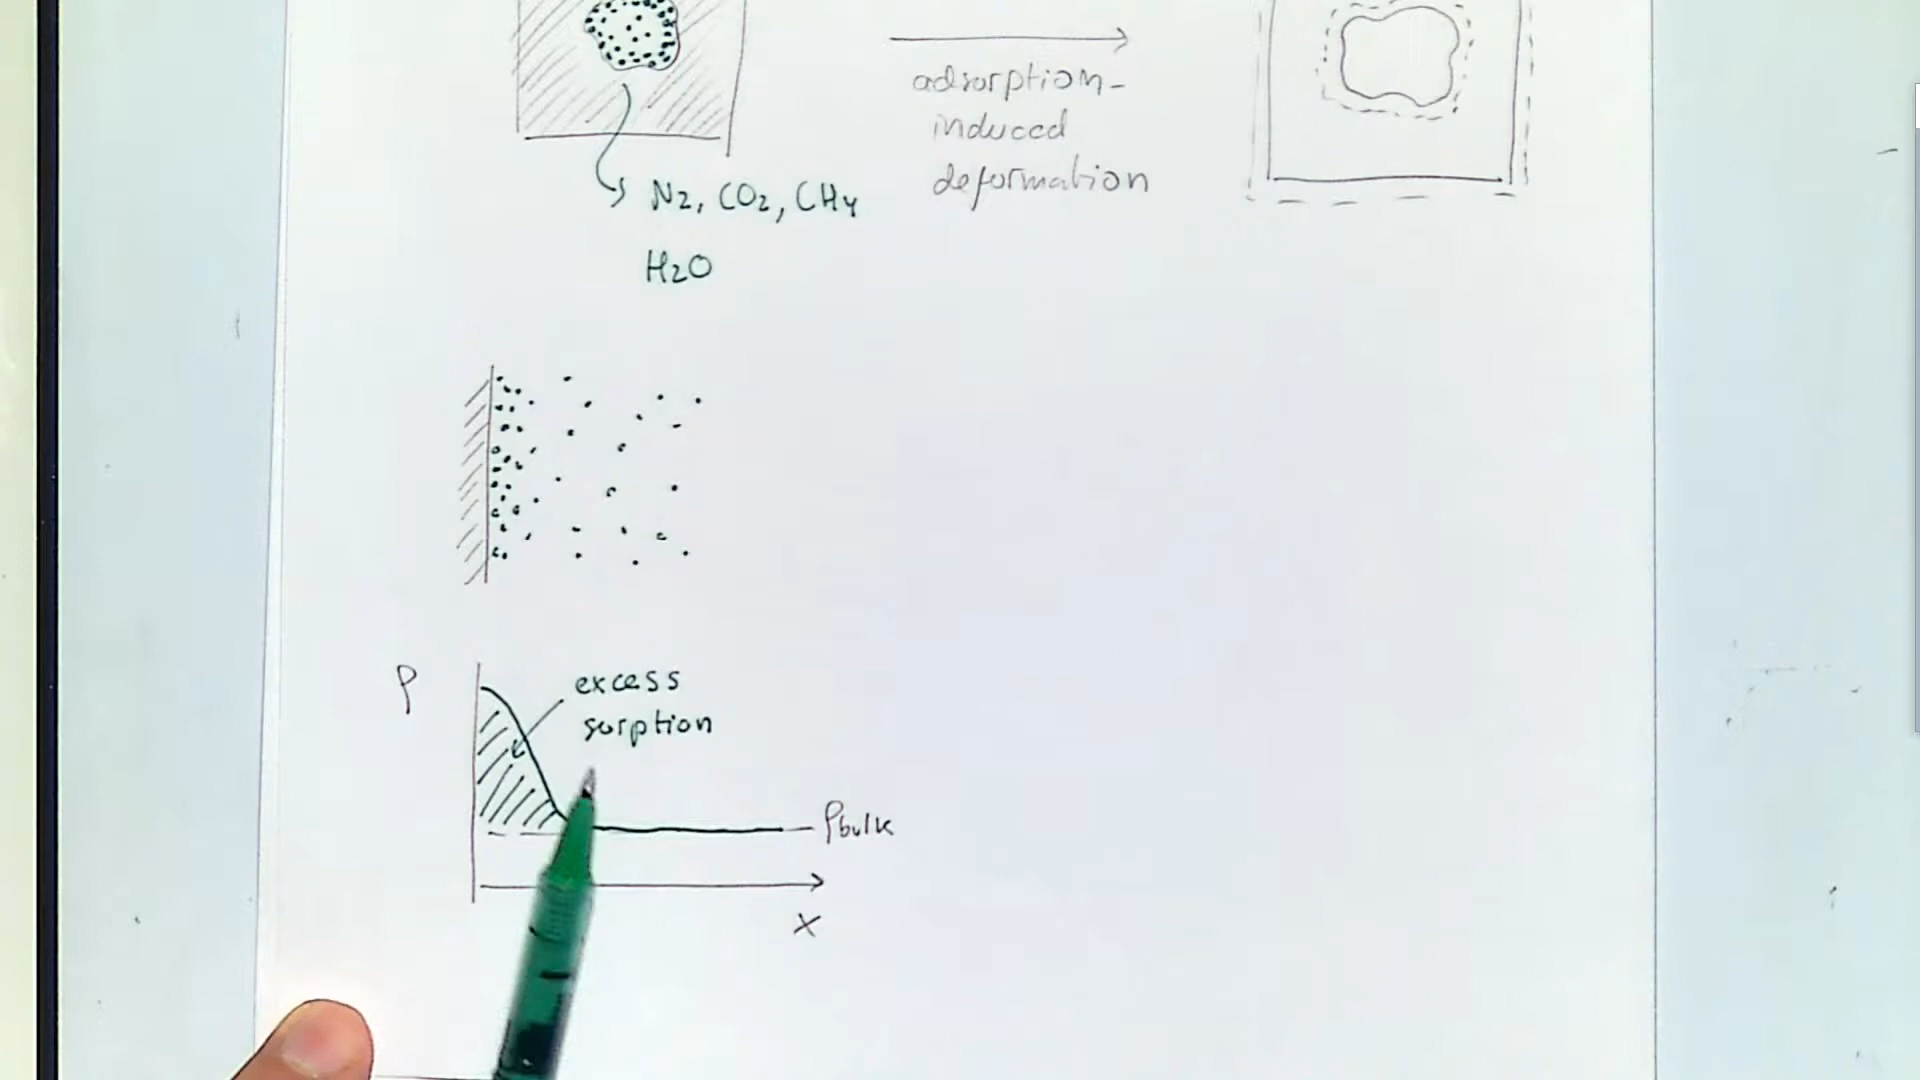 adsorption-
induced
deformation
N2, CO2, CH4
H2O
ρ
excess
sorption
ρbulk
x